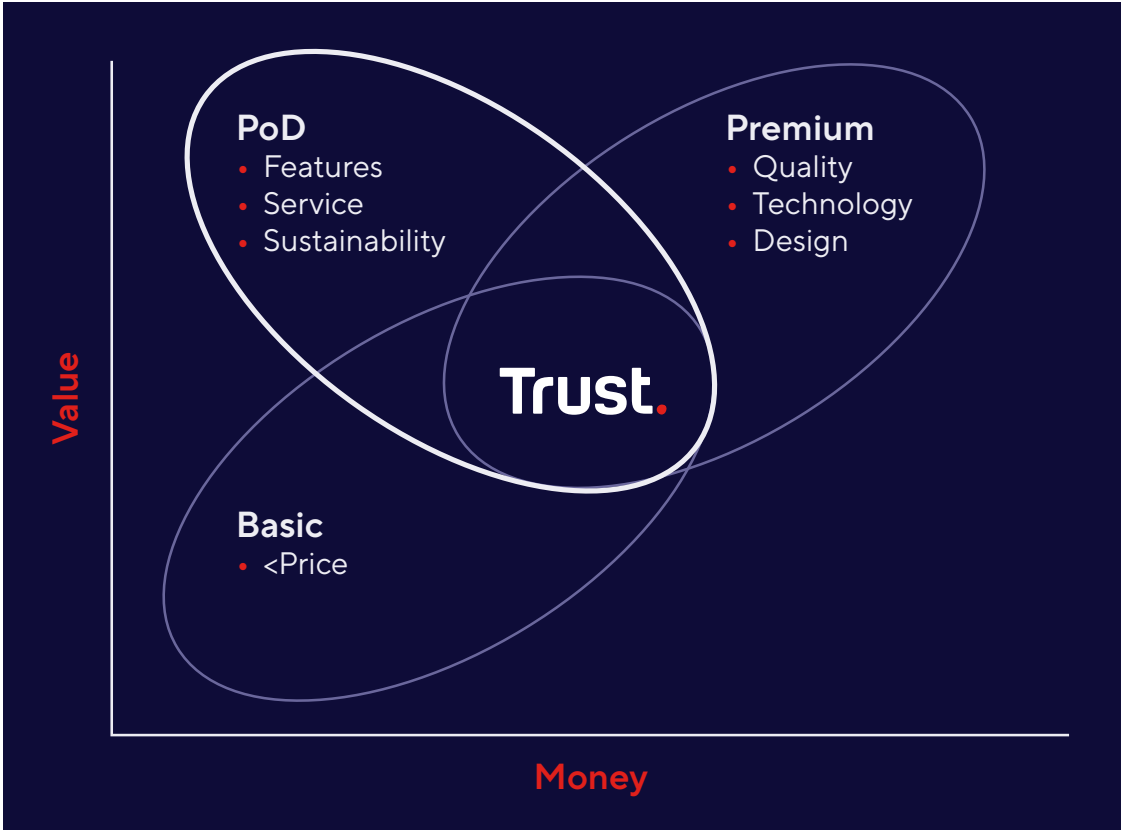 PoD
• Features
• Service
• Sustainability
Premium
• Quality
• Technology
• Design
Value
Trust.
Basic
• <Price
Money